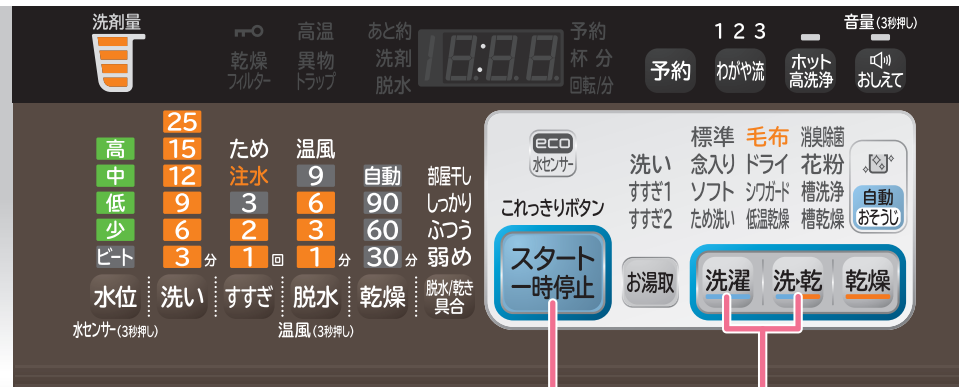 洗剤量
高温 あと約 予約
乾燥 異物 洗剤 18:88 杯 分
フィルター トラップ 脱水 回転/分
1 2 3
音量(3秒押し)
予約 わがや流 ホット高洗浄 おしえて
25
高 15 ため 温風
中 12 注水 9 自動 部屋干し
低 9 3 6 90 しっかり
少 6 2 3 60 ふつう
ビート 3 分 1 回 1 分 30 分 弱め
水位 洗い すすぎ 脱水 乾燥 脱水/乾き具合
水センサー(3秒押し)
温風(3秒押し)
eco
水センサー
これっきりボタン
スタート
一時停止
標準 毛布 消臭除菌
洗い 念入り ドライ 花粉
すすぎ1 ソフト シワガード 槽洗浄
すすぎ2 ため洗い 低温乾燥 槽乾燥
自動
おそうじ
お湯取 洗濯 洗・乾 乾燥